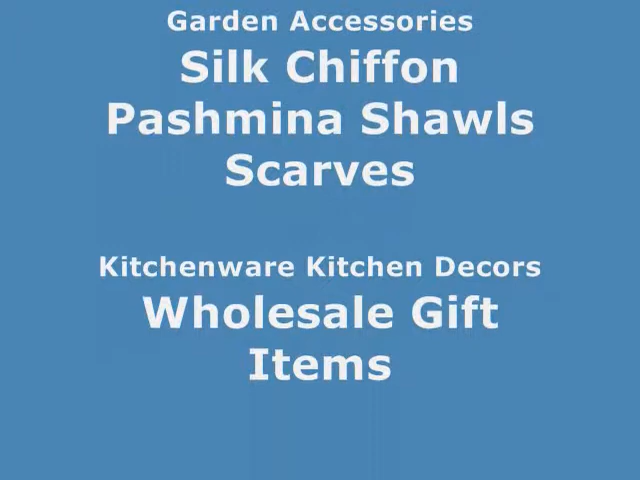 Garden Accessories
Silk Chiffon
Pashmina Shawls
Scarves
Kitchenware Kitchen Decors
Wholesale Gift
Items